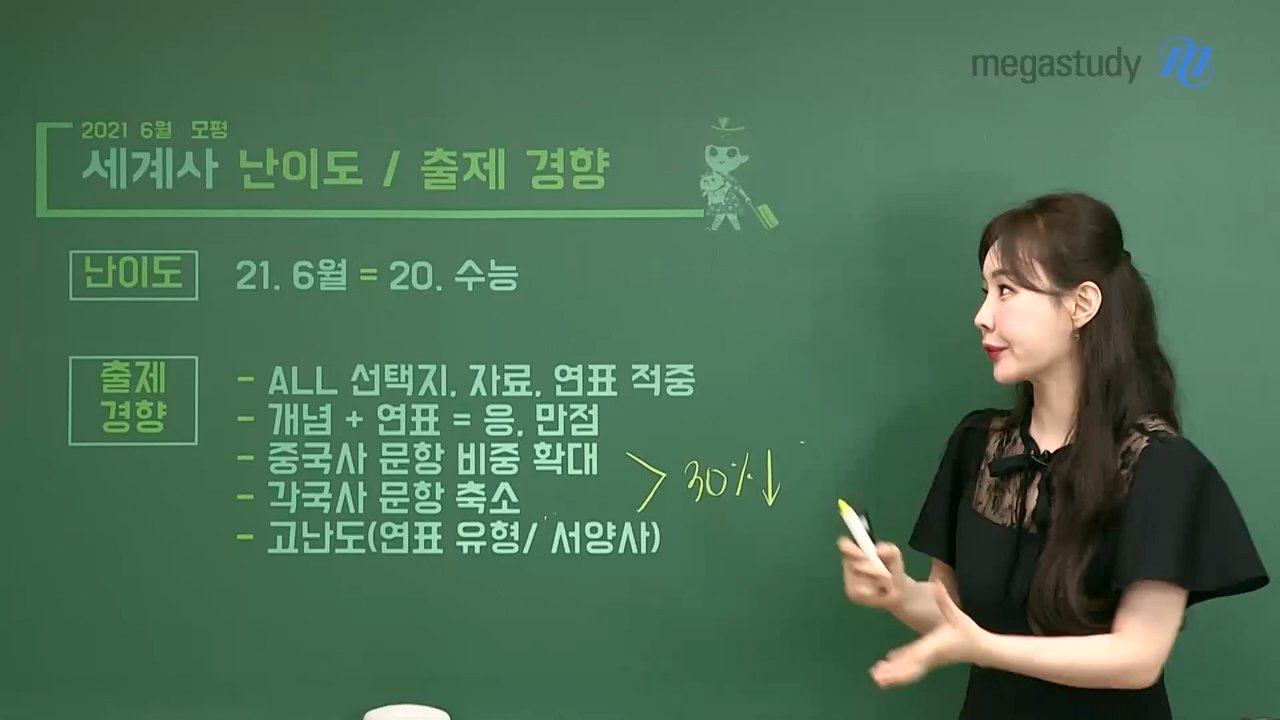 megastudy
2021 6월 모평
세계사 난이도 / 출제 경향
난이도
21. 6월 = 20. 수능
출제
경향
- ALL 선택지, 자료, 연표 적중
- 개념 + 연표 = 응, 만점
- 중국사 문항 비중 확대
- 각국사 문항 축소
> 30% ↓
- 고난도(연표 유형/ 서양사)